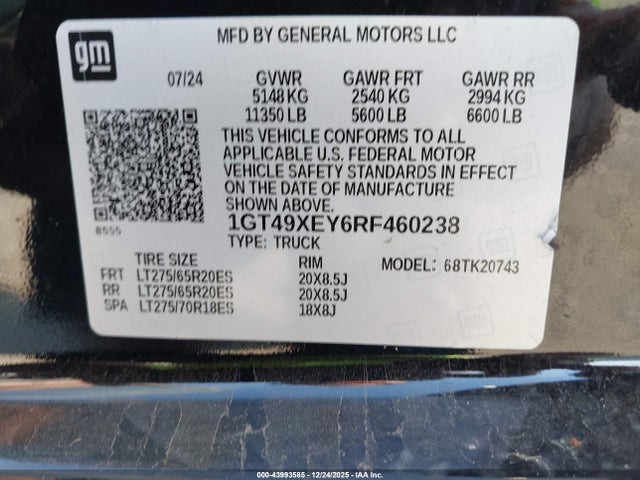 gm
MFD BY GENERAL MOTORS LLC
07/24 GVWR GAWR FRT GAWR RR
5148 KG 2540 KG 2994 KG
11350 LB 5600 LB 6600 LB
THIS VEHICLE CONFORMS TO ALL
APPLICABLE U.S. FEDERAL MOTOR
VEHICLE SAFETY STANDARDS IN EFFECT
ON THE DATE OF MANUFACTURE
SHOWN ABOVE.
8555
1GT49XEY6RF460238
TYPE: TRUCK
TIRE SIZE RIM MODEL: 68TK20743
FRT LT275/65R20ES 20X8.5J
RR LT275/65R20ES 20X8.5J
SPA LT275/70R18ES 18X8J
000-43993585 - 12/24/2025 - IAAI.COM